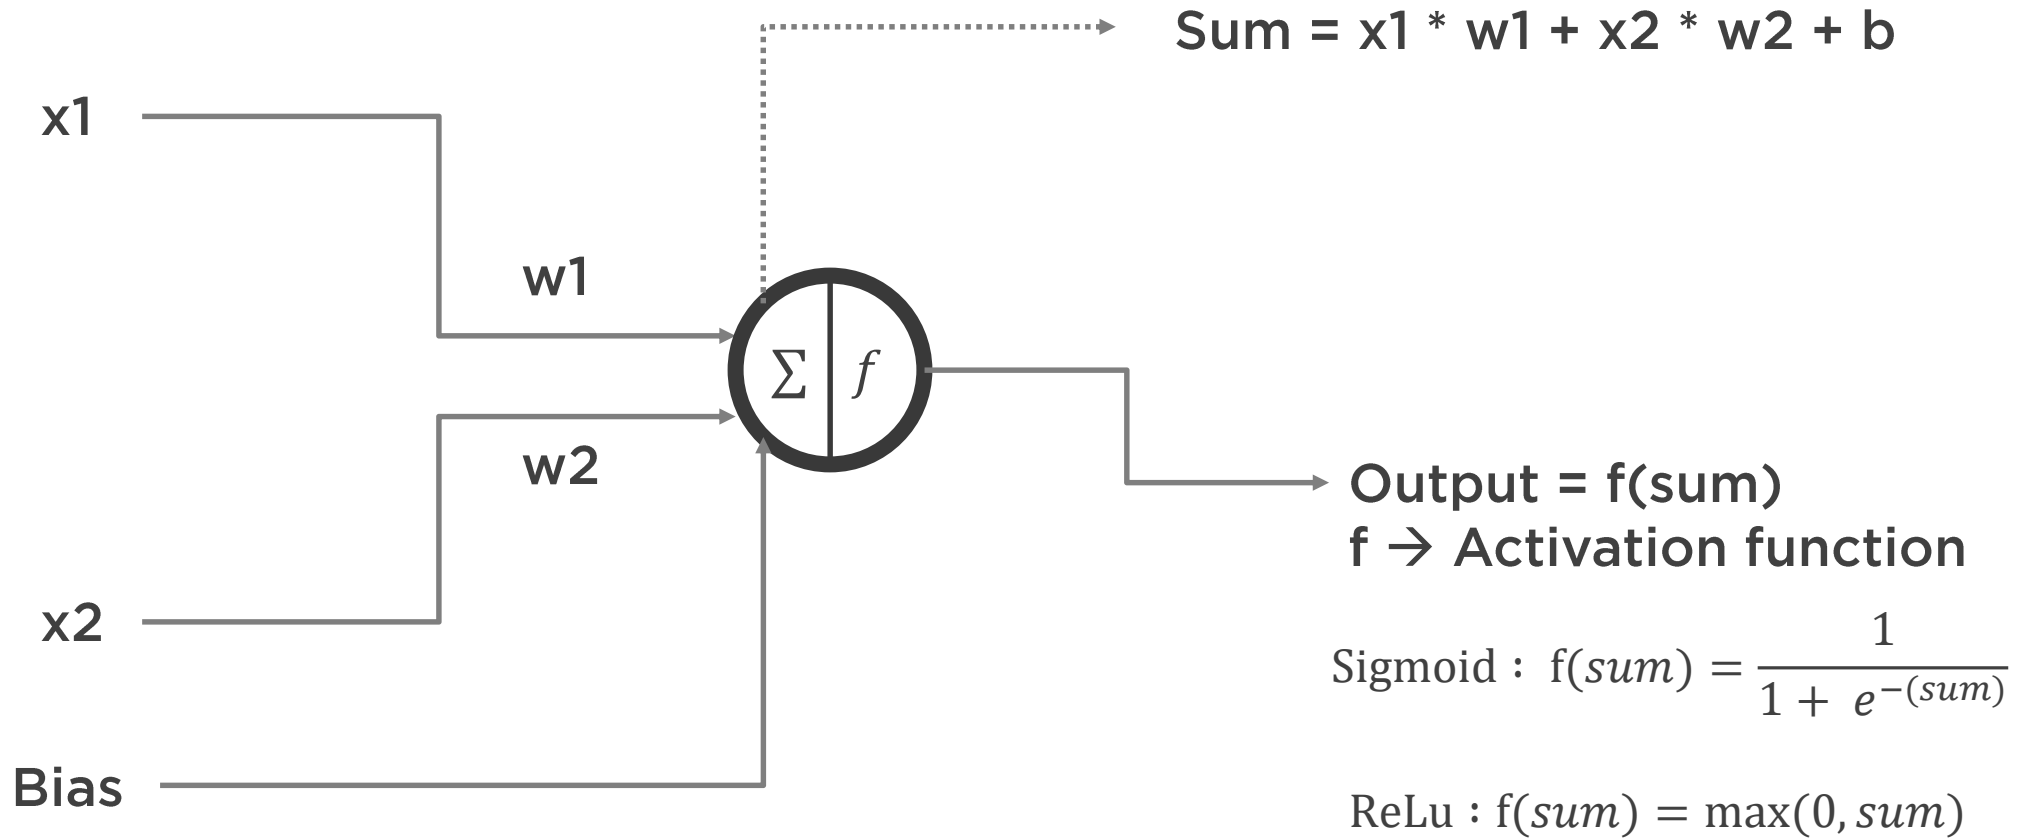 Sum = x1 * w1 + x2 * w2 + b
x1
w1
∑ f
w2
Output = f(sum)
f → Activation function
x2
Sigmoid : f(sum) = 1 / (1 + e^-(sum))
Bias
ReLu : f(sum) = max(0, sum)